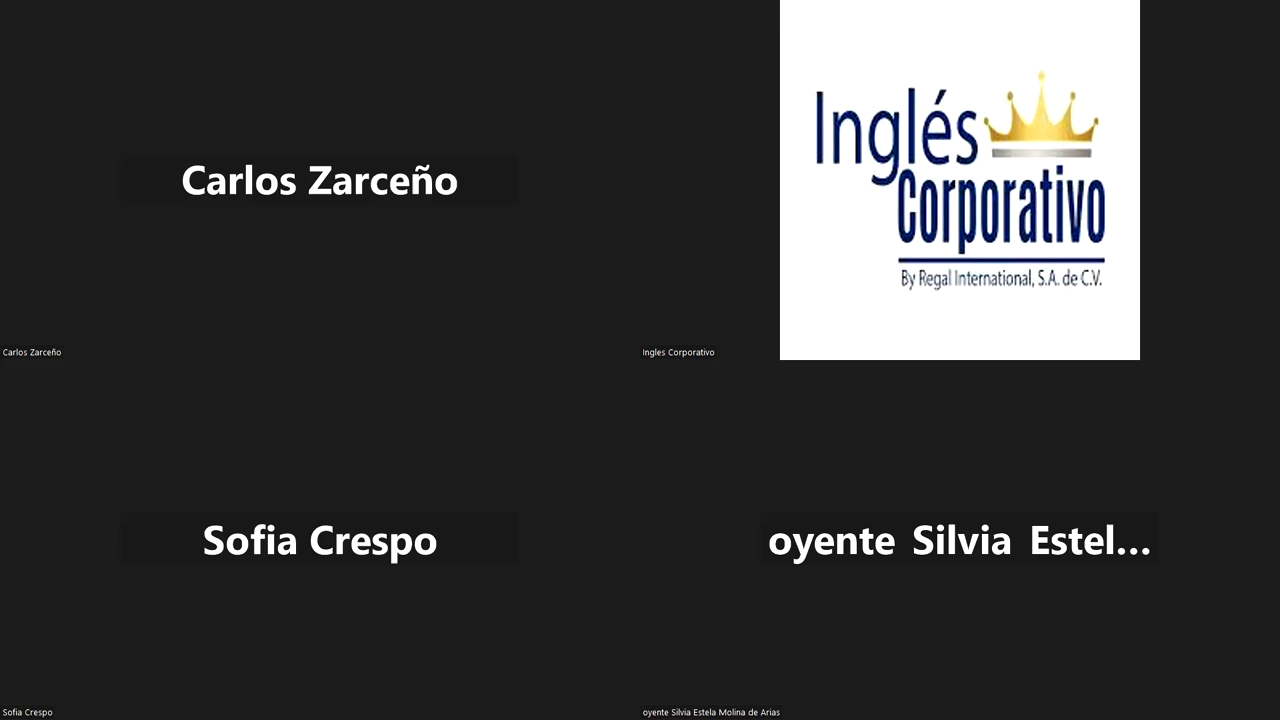 Carlos Zarceño
Carlos Zarceño
Inglés
Corporativo
By Regal International, S.A. de C.V.
Ingles Corporativo
Sofia Crespo
Sofia Crespo
oyente Silvia Estel...
oyente Silvia Estela Molina de Arias